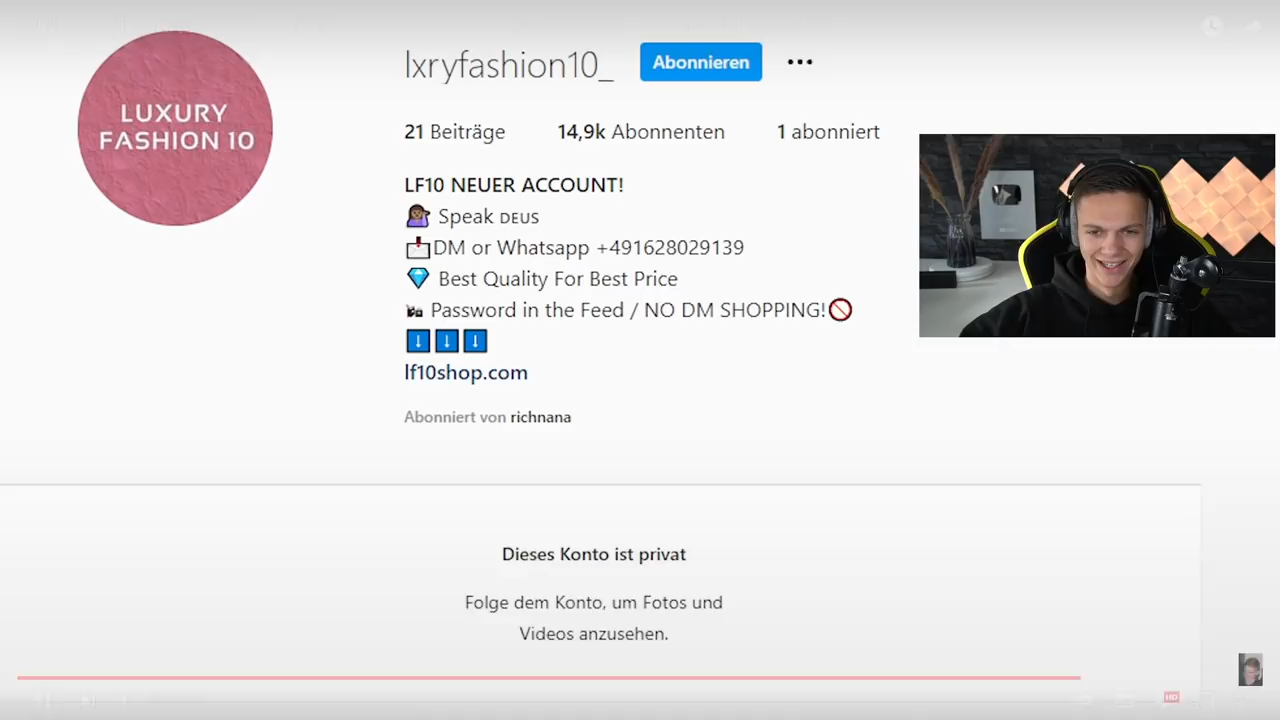 LUXURY
FASHION 10
lxryfashion10_ Abonnieren
21 Beiträge 14,9k Abonnenten 1 abonniert
LF10 NEUER ACCOUNT!
Speak DEUS
DM or Whatsapp +491628029139
Best Quality For Best Price
Password in the Feed / NO DM SHOPPING!
lf10shop.com
Abonniert von richnana
Dieses Konto ist privat
Folge dem Konto, um Fotos und
Videos anzusehen.
HD